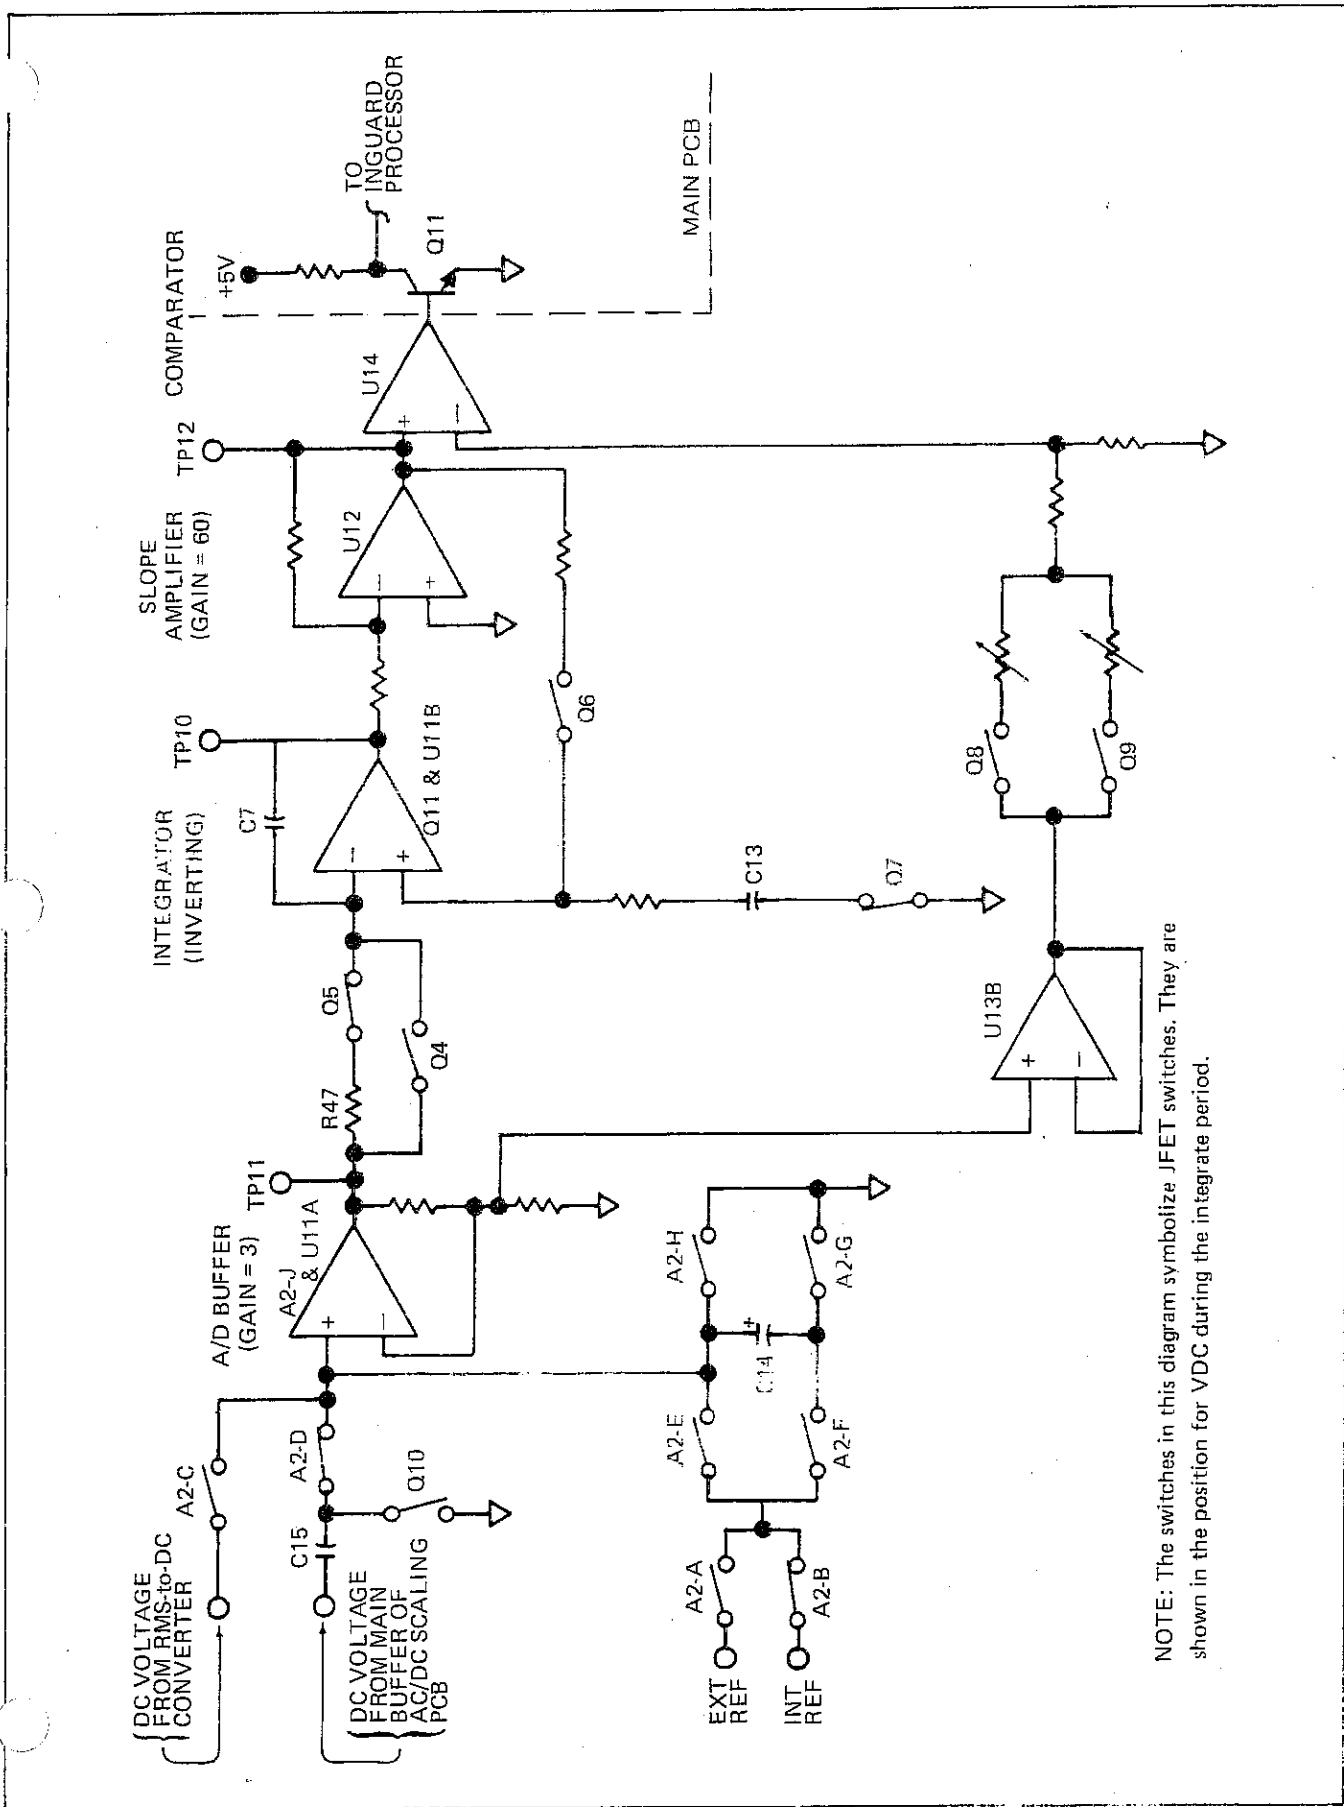 {DC VOLTAGE
FROM RMS-to-DC
CONVERTER
A2-C
DC VOLTAGE
FROM MAIN
BUFFER OF
AC/DC SCALING
PCB
C15
A2-D
Q10
A/D BUFFER
(GAIN = 3)
A2-J
& U11A
+
−
TP11
R47
Q5
Q4
INTEGRATOR
(INVERTING)
C7
TP10
−
+
Q11 & U11B
SLOPE
AMPLIFIER
(GAIN = 60)
U12
−
+
TP12
Q6
COMPARATOR
U14
+
−
+5V
Q11
TO
INGUARD
PROCESSOR
MAIN PCB
EXT
REF
A2-A
INT
REF
A2-B
A2-E
A2-F
C14
+
A2-H
A2-G
C13
Q7
U13B
+
−
Q8
Q9
NOTE: The switches in this diagram symbolize JFET switches. They are
shown in the position for VDC during the integrate period.